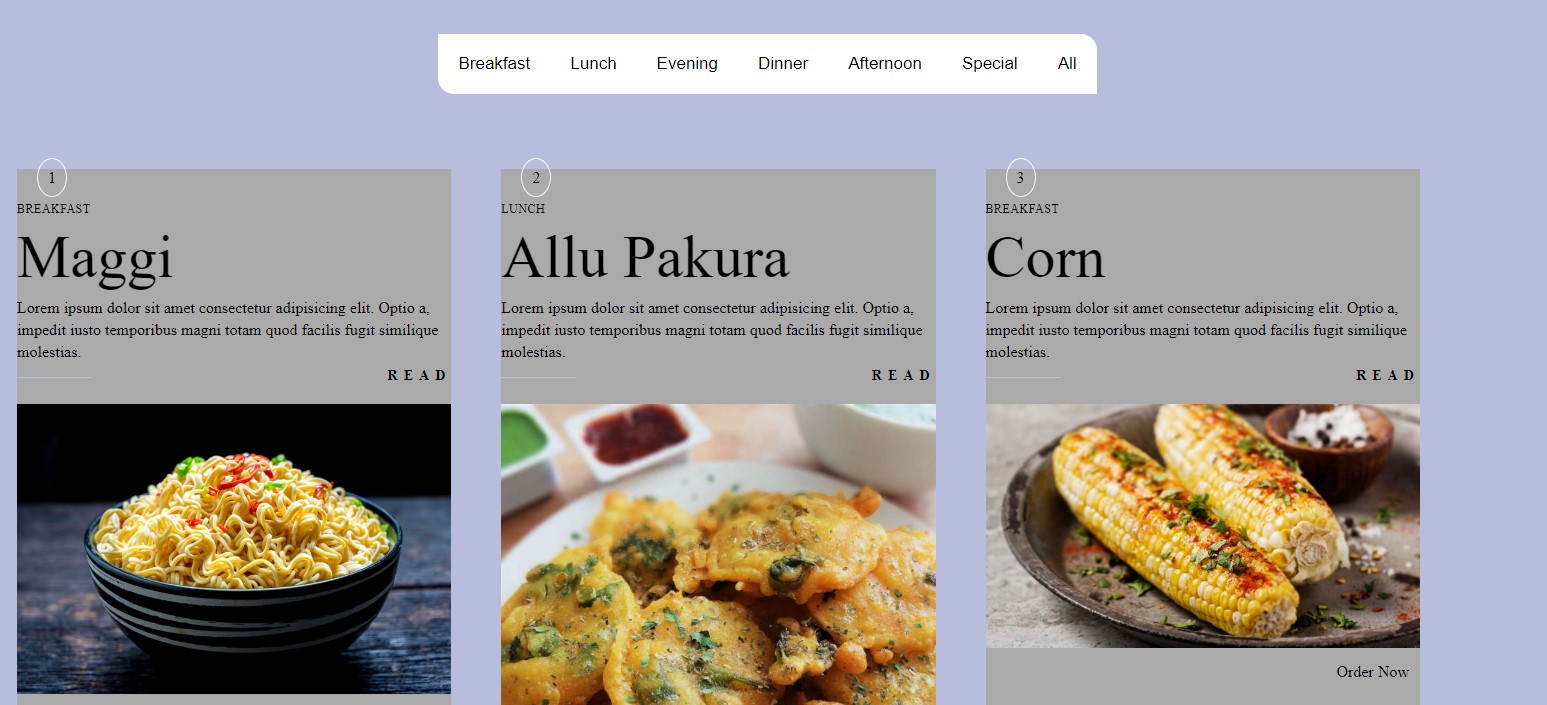 Breakfast Lunch Evening Dinner Afternoon Special All
1
BREAKFAST
Maggi
Lorem ipsum dolor sit amet consectetur adipisicing elit. Optio a,
impedit iusto temporibus magni totam quod facilis fugit similique
molestias.
READ
2
LUNCH
Allu Pakura
Lorem ipsum dolor sit amet consectetur adipisicing elit. Optio a,
impedit iusto temporibus magni totam quod facilis fugit similique
molestias.
READ
3
BREAKFAST
Corn
Lorem ipsum dolor sit amet consectetur adipisicing elit. Optio a,
impedit iusto temporibus magni totam quod facilis fugit similique
molestias.
READ
Order Now